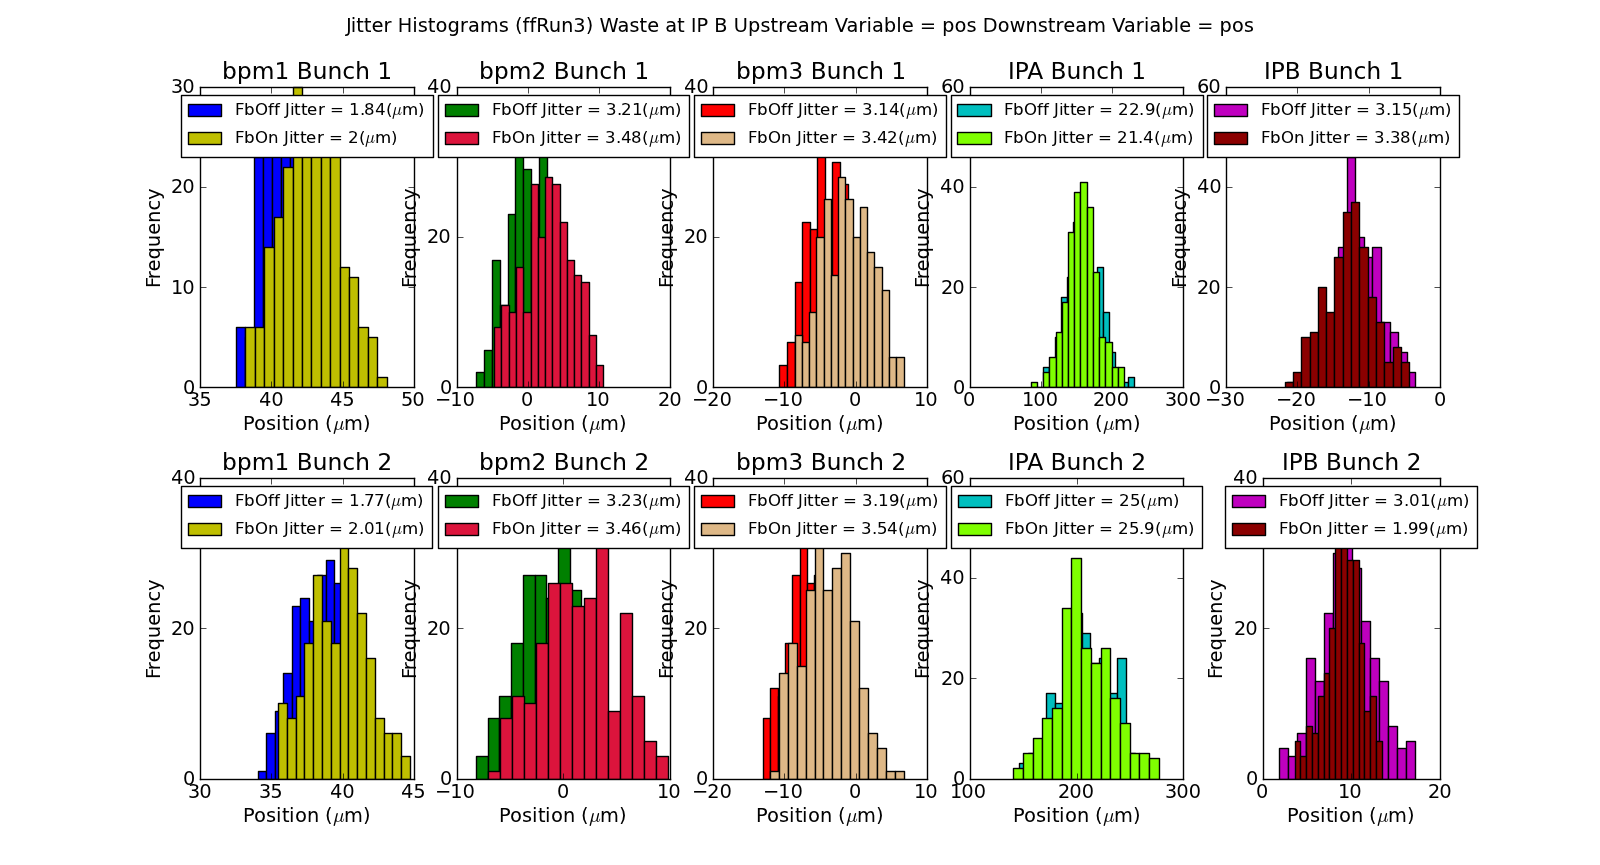 Jitter Histograms (ffRun3) Waste at IP B Upstream Variable = pos Downstream Variable = pos
bpm1 Bunch 1
30
FbOff Jitter = 1.84(μm)
FbOn Jitter = 2(μm)
20
10
0
Frequency
35 40 45 50
Position (μm)
bpm2 Bunch 1
40
FbOff Jitter = 3.21(μm)
FbOn Jitter = 3.48(μm)
20
0
Frequency
−10 0 10 20
Position (μm)
bpm3 Bunch 1
40
FbOff Jitter = 3.14(μm)
FbOn Jitter = 3.42(μm)
20
0
Frequency
−20 −10 0 10
Position (μm)
IPA Bunch 1
60
FbOff Jitter = 22.9(μm)
FbOn Jitter = 21.4(μm)
40
20
0
Frequency
0 100 200 300
Position (μm)
IPB Bunch 1
60
FbOff Jitter = 3.15(μm)
FbOn Jitter = 3.38(μm)
40
20
0
Frequency
−30 −20 −10 0
Position (μm)
bpm1 Bunch 2
40
FbOff Jitter = 1.77(μm)
FbOn Jitter = 2.01(μm)
20
0
Frequency
30 35 40 45
Position (μm)
bpm2 Bunch 2
40
FbOff Jitter = 3.23(μm)
FbOn Jitter = 3.46(μm)
20
0
Frequency
−10 0 10
Position (μm)
bpm3 Bunch 2
40
FbOff Jitter = 3.19(μm)
FbOn Jitter = 3.54(μm)
20
0
Frequency
−20 −10 0 10
Position (μm)
IPA Bunch 2
60
FbOff Jitter = 25(μm)
FbOn Jitter = 25.9(μm)
40
20
0
Frequency
100 200 300
Position (μm)
IPB Bunch 2
40
FbOff Jitter = 3.01(μm)
FbOn Jitter = 1.99(μm)
20
0
Frequency
0 10 20
Position (μm)